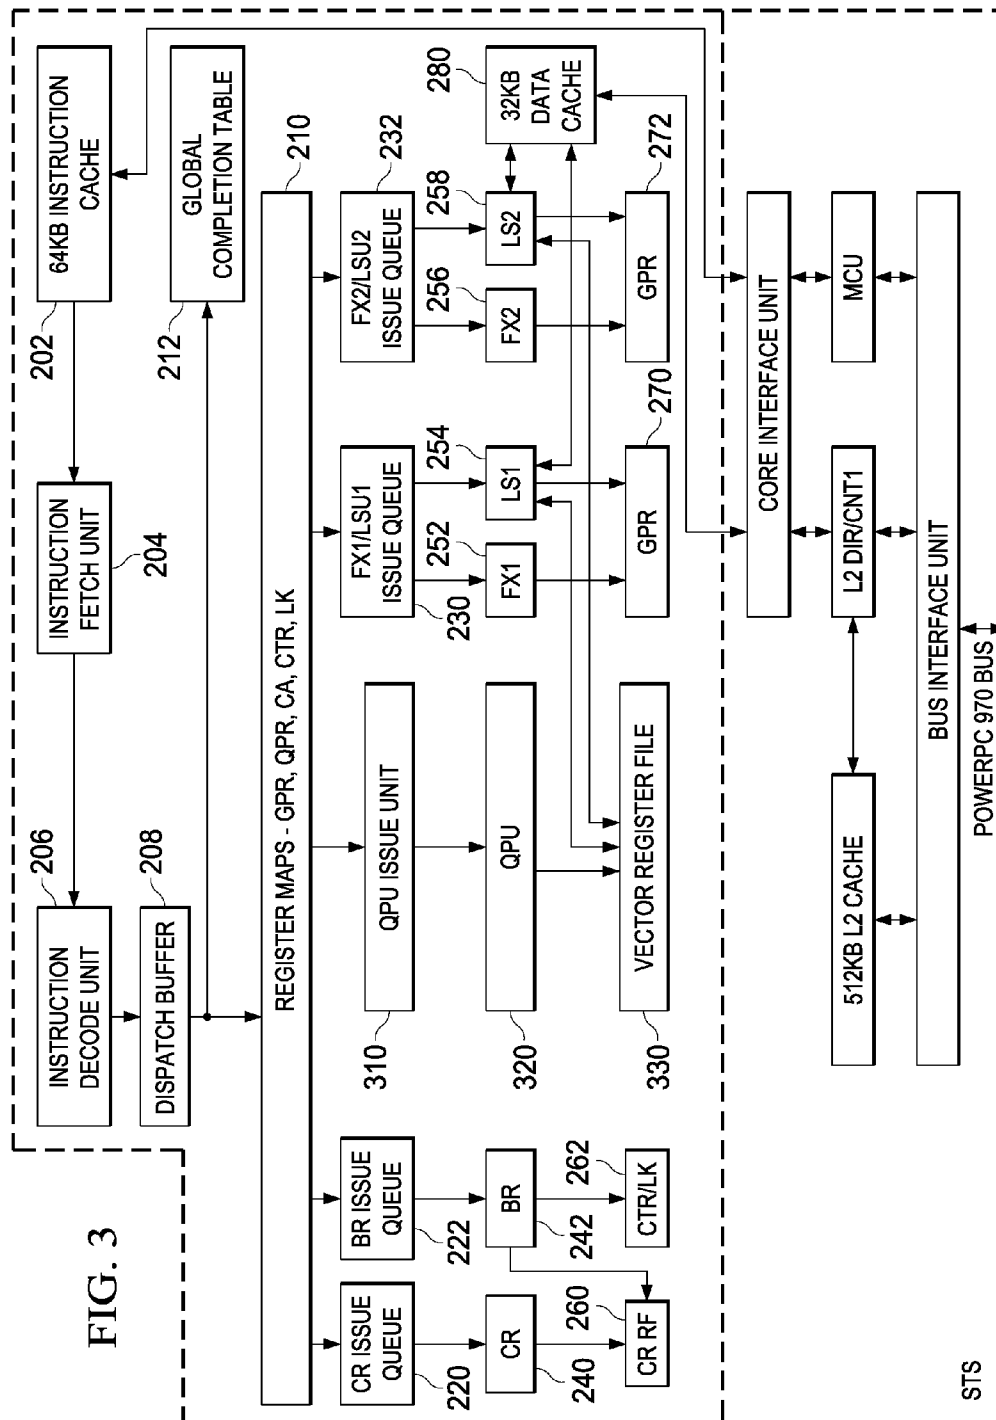 FIG. 3
64KB INSTRUCTION
CACHE
202
GLOBAL
COMPLETION TABLE
212
INSTRUCTION
FETCH UNIT
204
INSTRUCTION
DECODE UNIT
206
DISPATCH BUFFER
208
REGISTER MAPS - GPR, QPR, CA, CTR, LK
210
CR ISSUE
QUEUE
220
BR ISSUE
QUEUE
222
QPU ISSUE UNIT
310
FX1/LSU1
ISSUE QUEUE
230
FX2/LSU2
ISSUE QUEUE
232
CR
240
BR
242
QPU
320
FX1
252
LS1
254
FX2
256
LS2
258
32KB
DATA
CACHE
280
CR RF
260
CTR/LK
262
VECTOR REGISTER FILE
330
GPR
270
GPR
272
CORE INTERFACE UNIT
512KB L2 CACHE
L2 DIR/CNT1
MCU
BUS INTERFACE UNIT
POWERPC 970 BUS
STS